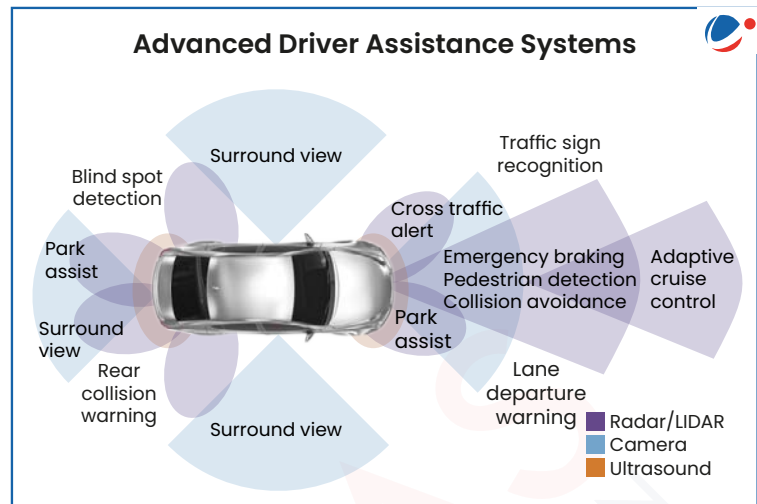 Advanced Driver Assistance Systems
Surround view
Traffic sign
recognition
Blind spot
detection
Cross traffic
alert
Park
assist
Emergency braking
Pedestrian detection
Collision avoidance
Adaptive
cruise
control
Surround
view
Park
assist
Rear
collision
warning
Lane
departure
warning
Surround view
Radar/LIDAR
Camera
Ultrasound